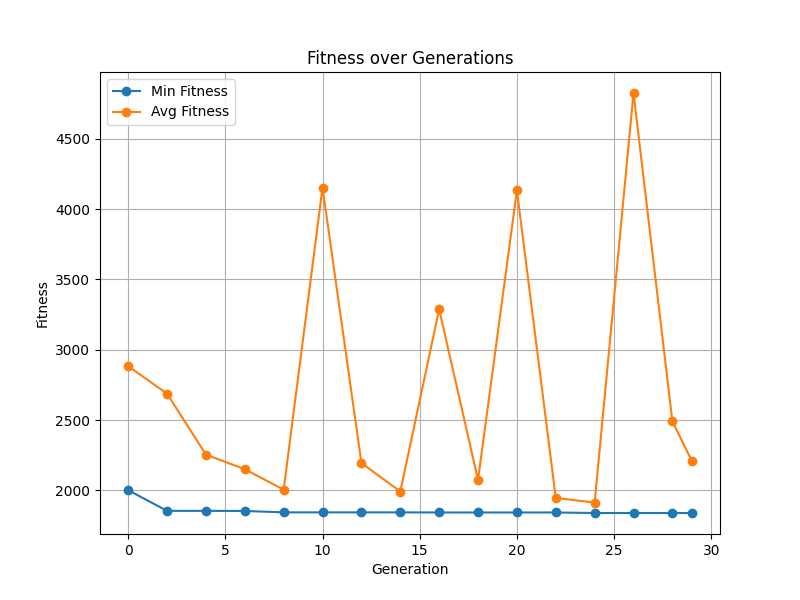 Fitness over Generations
Min Fitness
Avg Fitness
4500
4000
3500
3000
2500
2000
Fitness
0 5 10 15 20 25 30
Generation